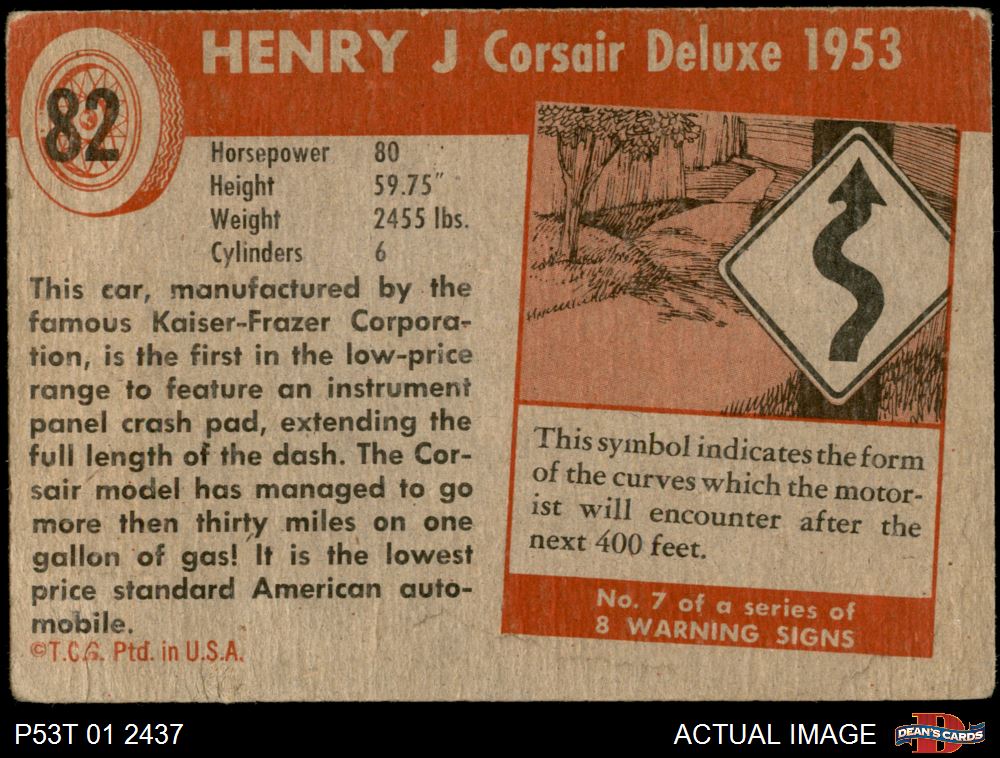 82
HENRY J Corsair Deluxe 1953
Horsepower 80
Height 59.75"
Weight 2455 lbs.
Cylinders 6
This car, manufactured by the
famous Kaiser-Frazer Corpora-
tion, is the first in the low-price
range to feature an instrument
panel crash pad, extending the
full length of the dash. The Cor-
sair model has managed to go
more then thirty miles on one
gallon of gas! It is the lowest
price standard American auto-
mobile.
©T.C.G. Ptd. in U.S.A.
This symbol indicates the form
of the curves which the motor-
ist will encounter after the
next 400 feet.
No. 7 of a series of
8 WARNING SIGNS
P53T 01 2437
ACTUAL IMAGE
D
DEAN'S CARDS